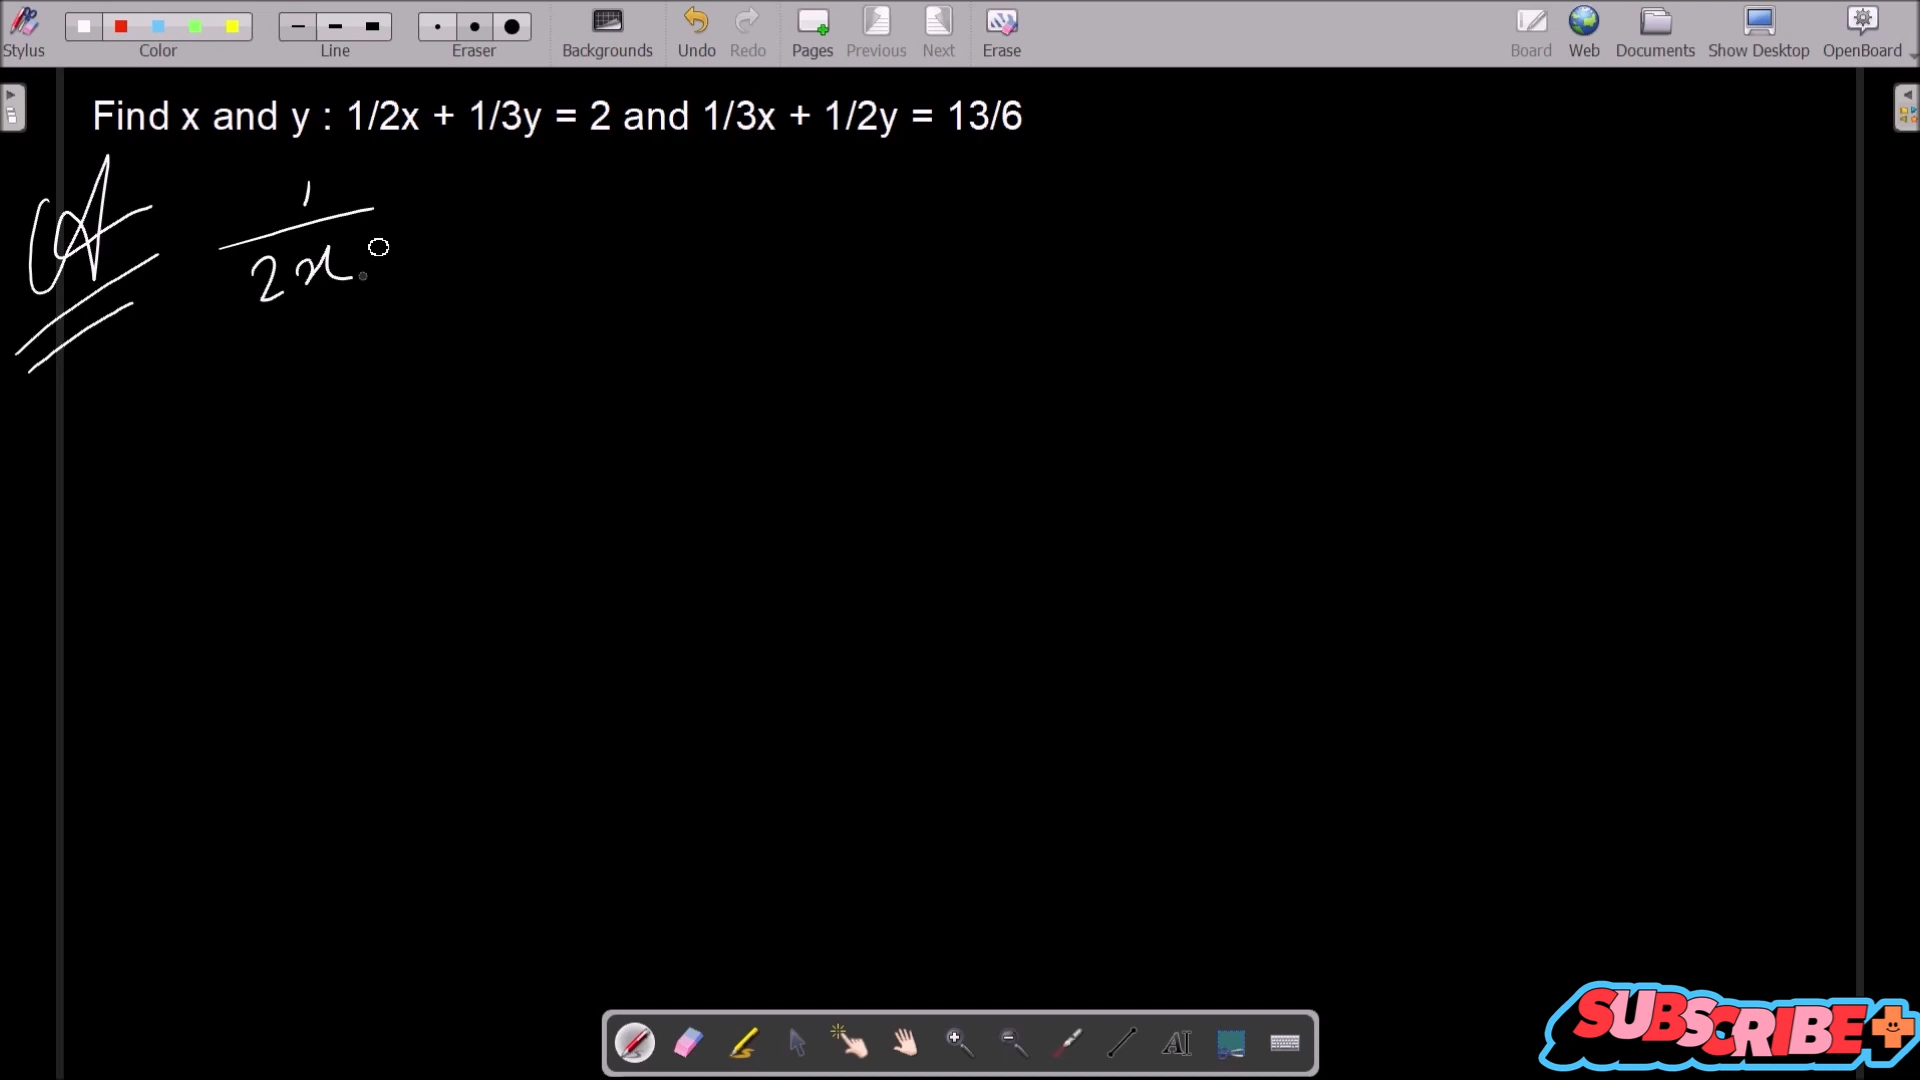 Stylus Color Line Eraser Backgrounds Undo Redo Pages Previous Next Erase Board Web Documents Show Desktop OpenBoard
Find x and y : 1/2x + 1/3y = 2 and 1/3x + 1/2y = 13/6
1
2x
AI
SUBSCRIBE